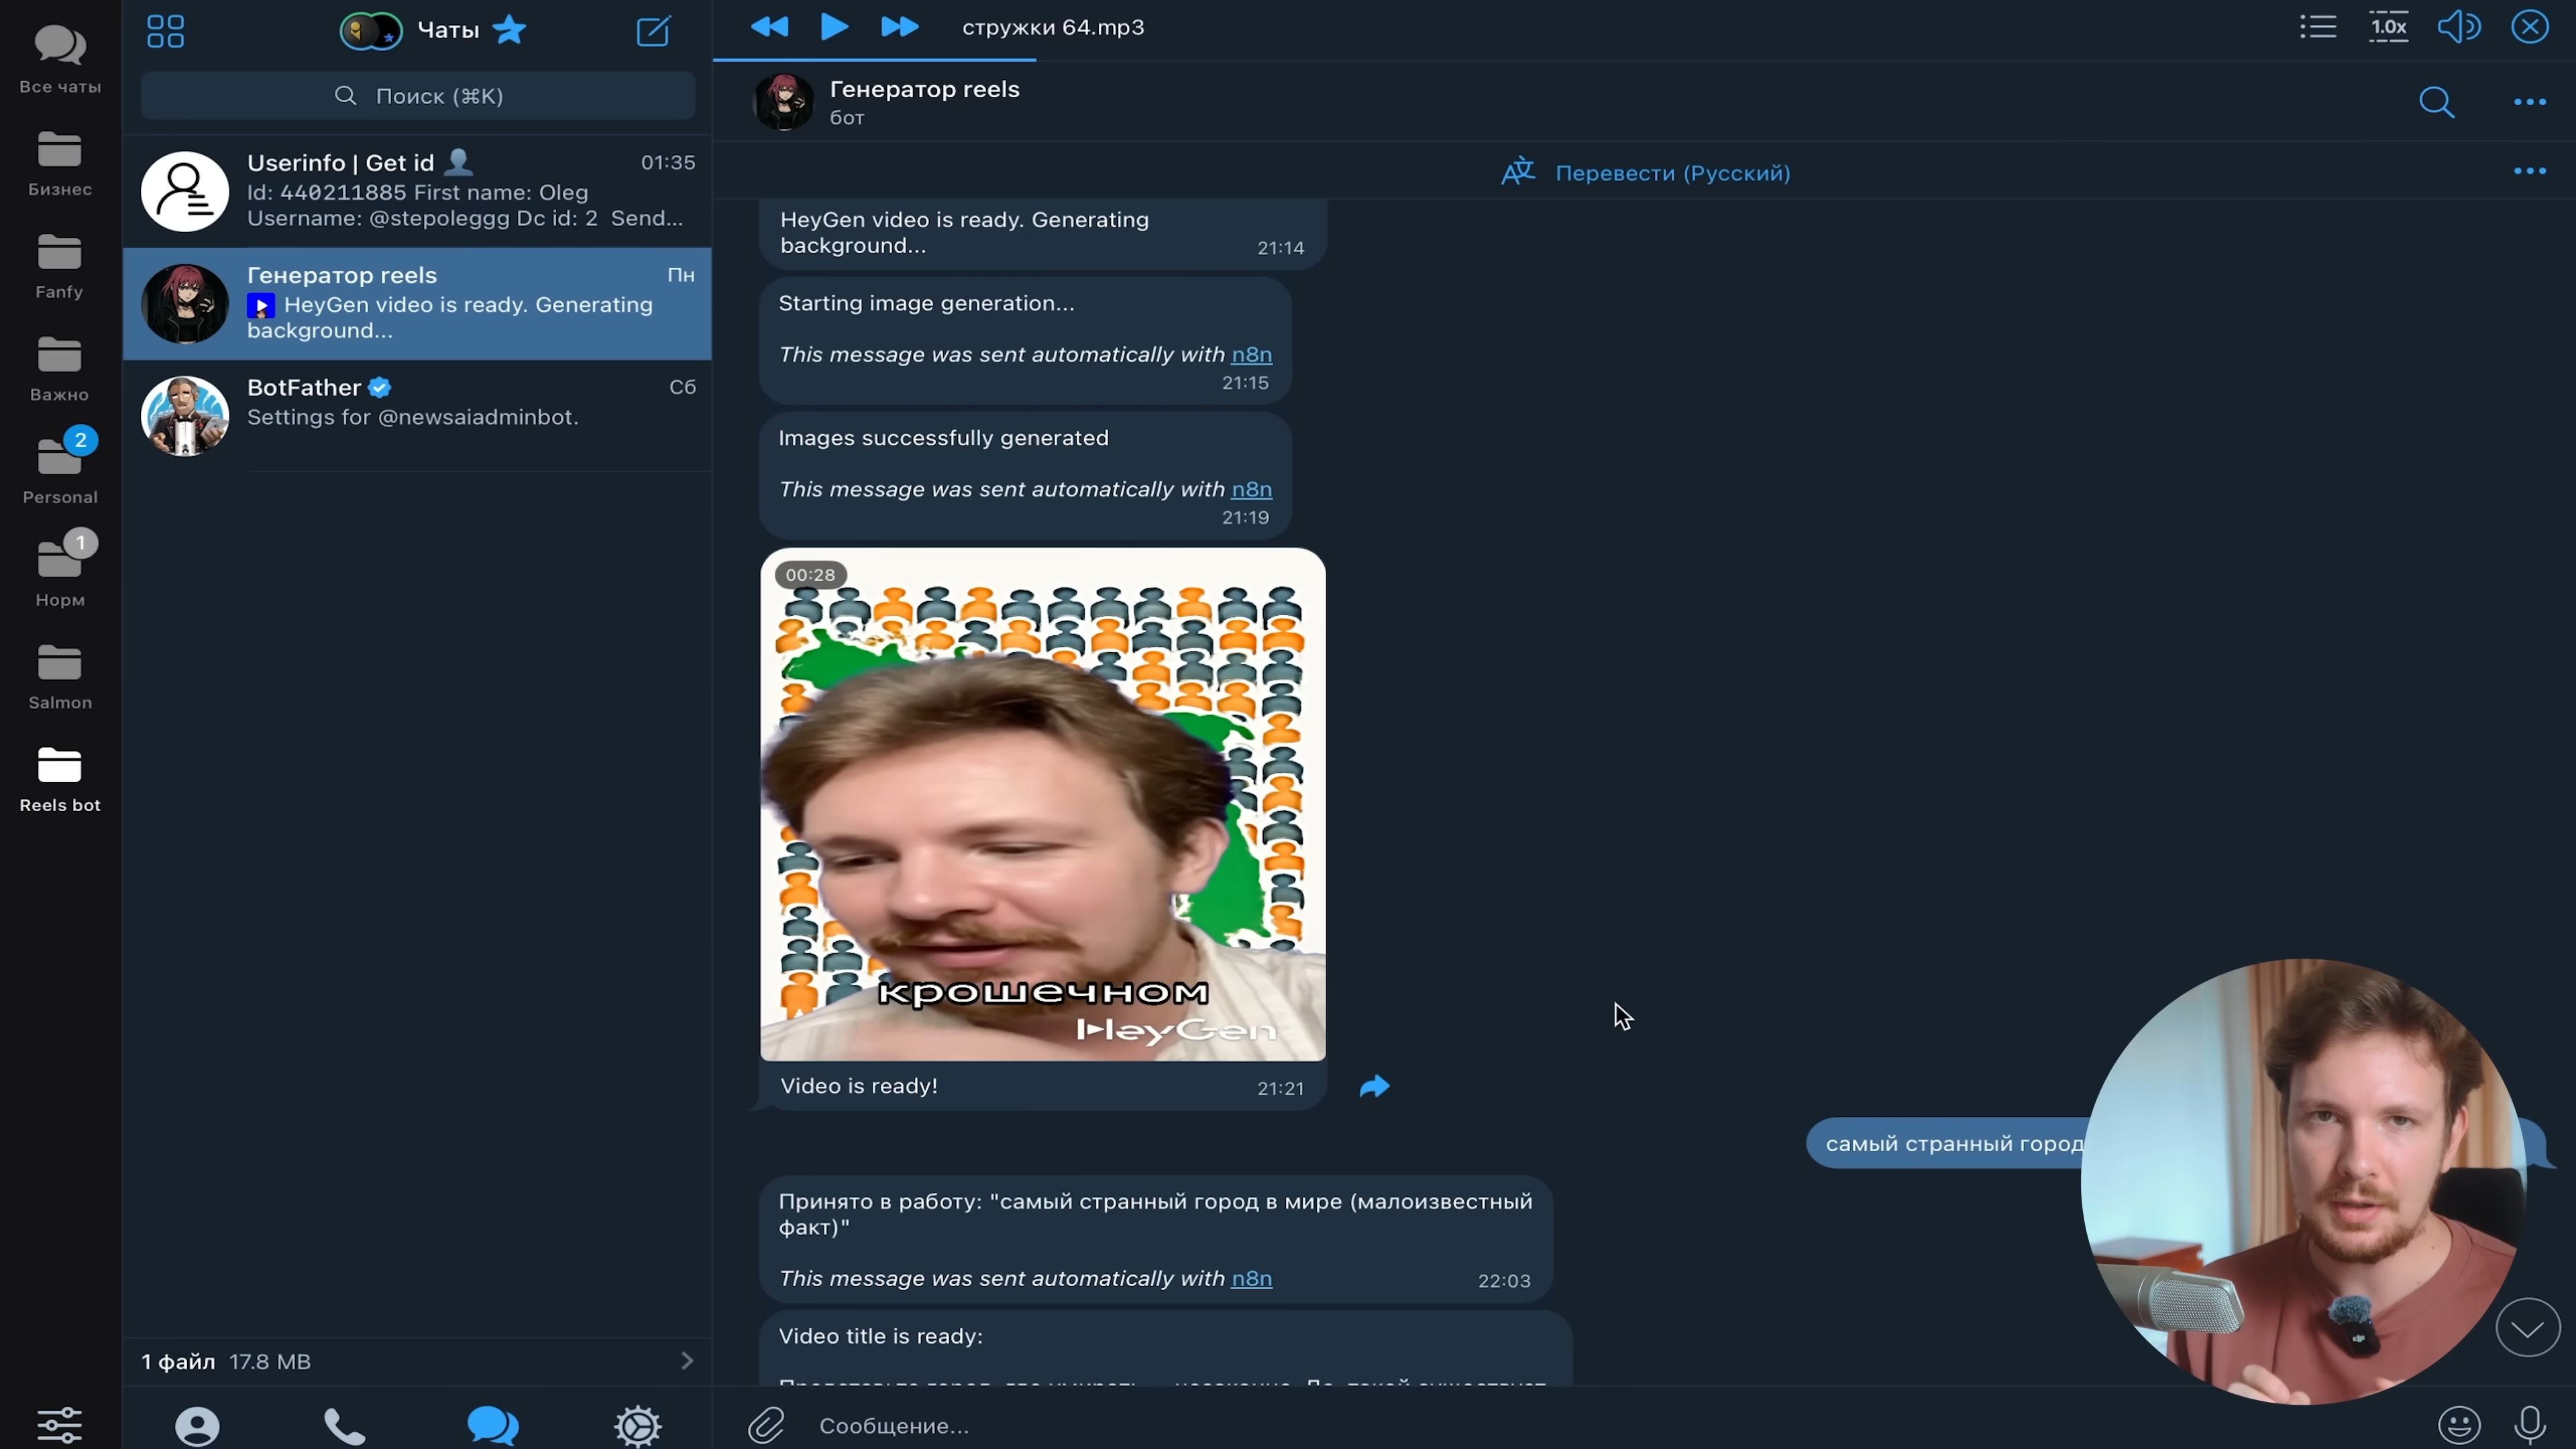 Все чаты
Бизнес
Fanfy
Важно
2
Personal
1
Норм
Salmon
Reels bot
Чаты
Поиск (⌘K)
Userinfo | Get id 01:35
Id: 440211885 First name: Oleg
Username: @stepoleggg Dc id: 2 Send...
Генератор reels Пн
HeyGen video is ready. Generating
background...
BotFather Сб
Settings for @newsaiadminbot.
1 файл 17.8 MB
стружки 64.mp3
1.0x
Генератор reels
бот
Перевести (Русский)
HeyGen video is ready. Generating
background...
21:14
Starting image generation...
This message was sent automatically with n8n
21:15
Images successfully generated
This message was sent automatically with n8n
21:19
00:28
крошечном
HeyGen
Video is ready!
21:21
самый странный город
Принято в работу: "самый странный город в мире (малоизвестный
факт)"
This message was sent automatically with n8n
22:03
Video title is ready:
Сообщение...